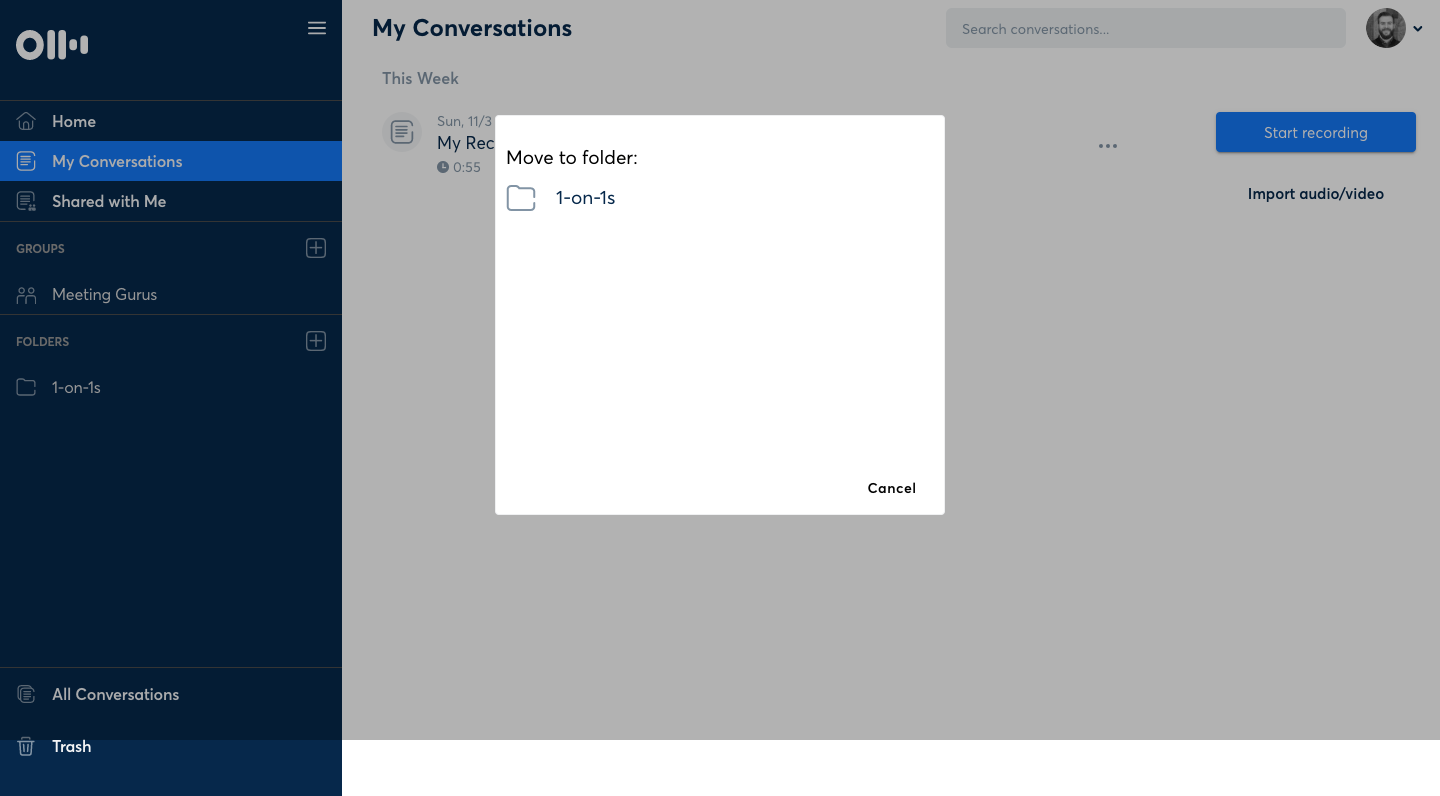 My Conversations
Search conversations...
This Week
Home
My Conversations
Shared with Me
GROUPS
Meeting Gurus
FOLDERS
1-on-1s
All Conversations
Trash
Sun, 11/3
My Rec
0:55
Start recording
Import audio/video
Move to folder:
1-on-1s
Cancel